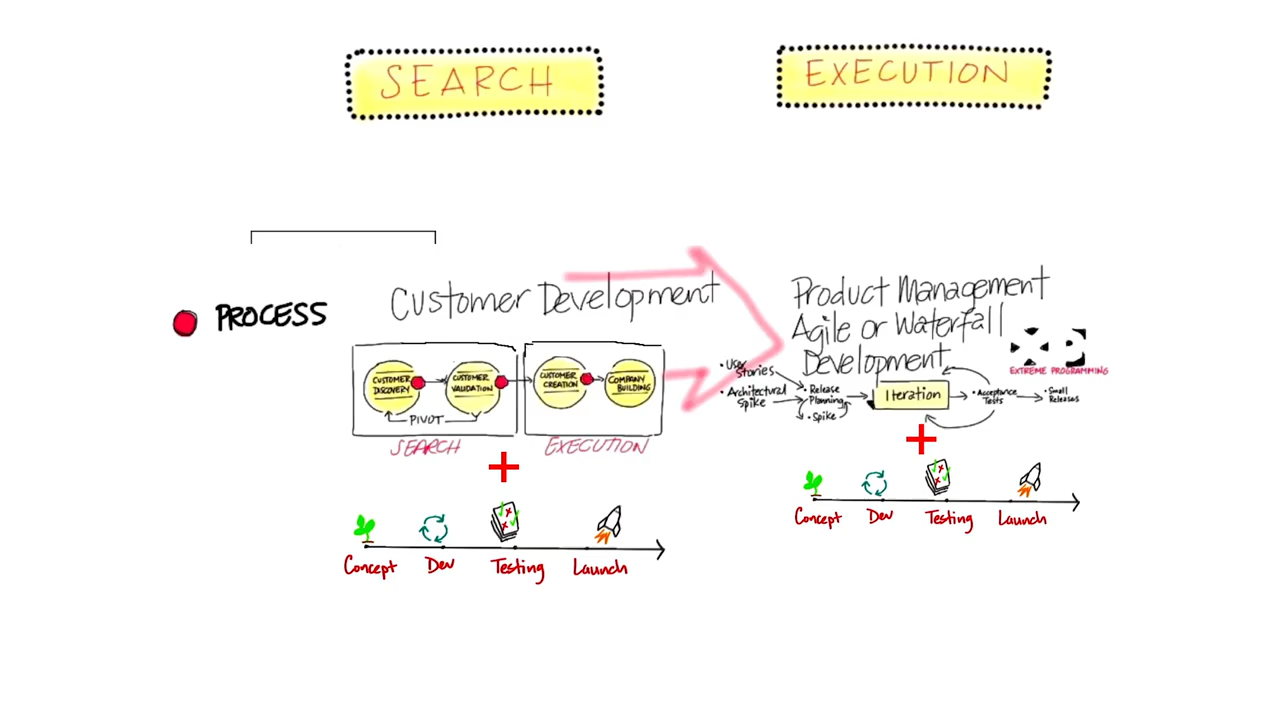 SEARCH
EXECUTION
PROCESS
Customer Development
CUSTOMER DISCOVERY
CUSTOMER VALIDATION
CUSTOMER CREATION
COMPANY BUILDING
PIVOT
SEARCH
EXECUTION
Concept
Dev
Testing
Launch
Product Management
Agile or Waterfall
Development
XP
EXTREME PROGRAMMING
• User Stories
• Architectural Spike
• Release Planning
• Spike
Iteration
• Acceptance Tests
• Small Releases
Concept
Dev
Testing
Launch